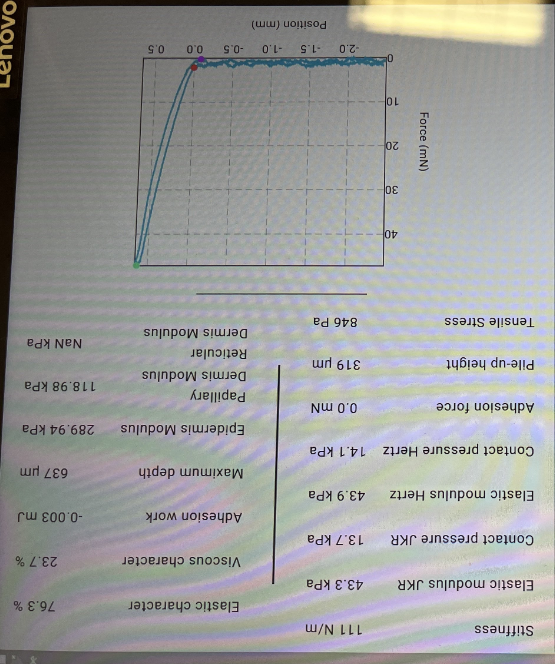 Stiffness 111 N/m
Elastic modulus JKR 43.3 kPa
Elastic character 76.3 %
Contact pressure JKR 13.7 kPa
Viscous character 23.7 %
Elastic modulus Hertz 43.9 kPa
Adhesion work -0.003 mJ
Contact pressure Hertz 14.1 kPa
Maximum depth 637 µm
Adhesion force 0.0 mN
Epidermis Modulus 289.94 kPa
Pile-up height 319 µm
Papillary
Dermis Modulus 118.98 kPa
Tensile Stress 846 Pa
Reticular
Dermis Modulus NaN kPa
Force (mN)
40
30
20
10
0
-2.0 -1.5 -1.0 -0.5 0.0 0.5
Position (mm)
Lenovo